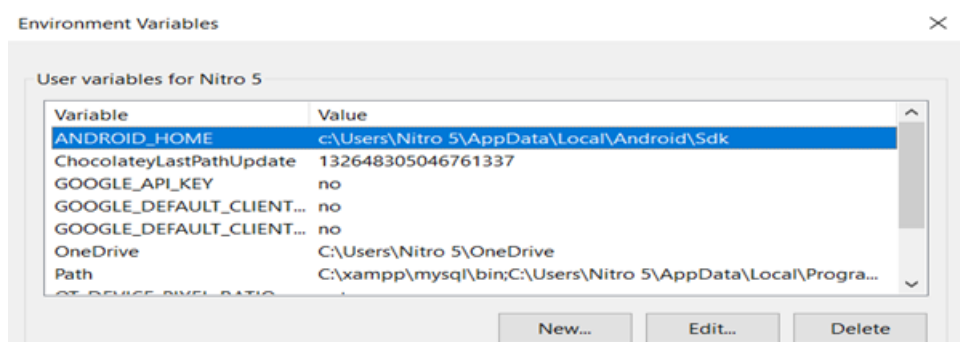 Environment Variables
User variables for Nitro 5
Variable Value
ANDROID_HOME c:\Users\Nitro 5\AppData\Local\Android\Sdk
ChocolateyLastPathUpdate 132648305046761337
GOOGLE_API_KEY no
GOOGLE_DEFAULT_CLIENT... no
GOOGLE_DEFAULT_CLIENT... no
OneDrive C:\Users\Nitro 5\OneDrive
Path C:\xampp\mysql\bin;C:\Users\Nitro 5\AppData\Local\Progra...
QT_DEVICE_PIXEL_RATIO
New... Edit... Delete